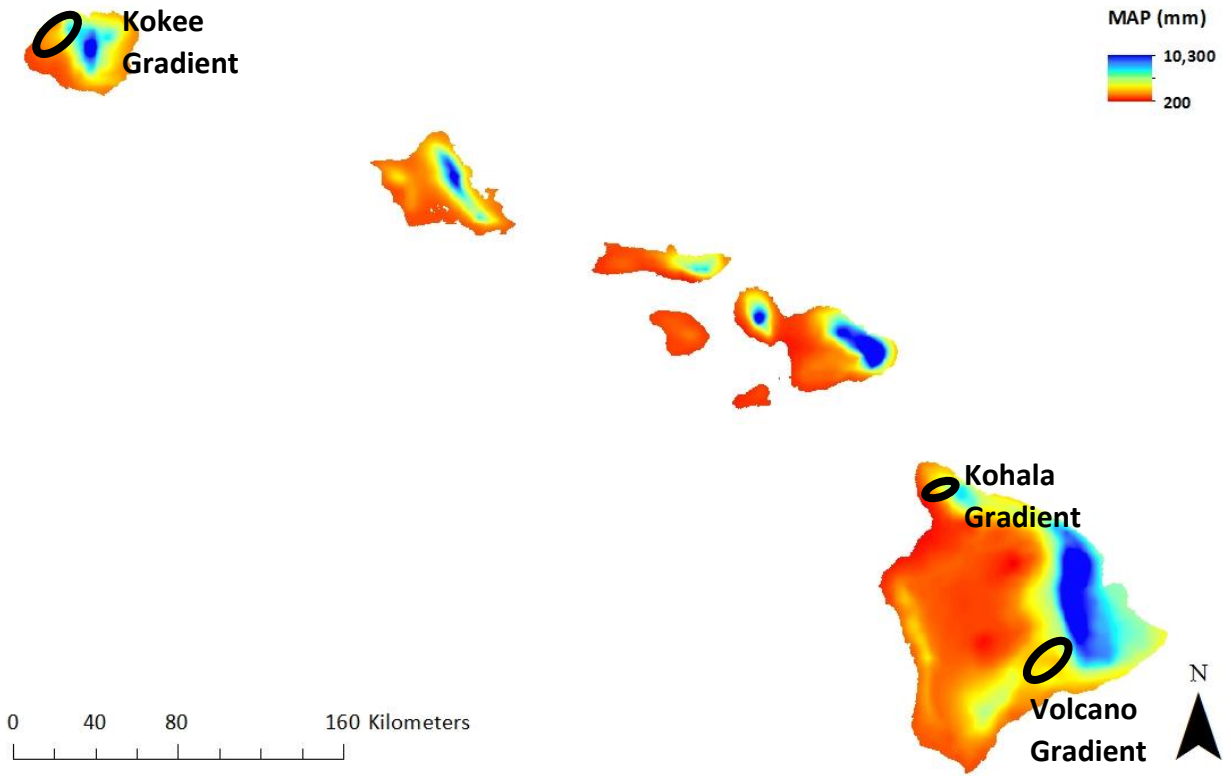 Kokee
Gradient
MAP (mm)
10,300
200
Kohala
Gradient
Volcano
Gradient
N
0 40 80 160 Kilometers